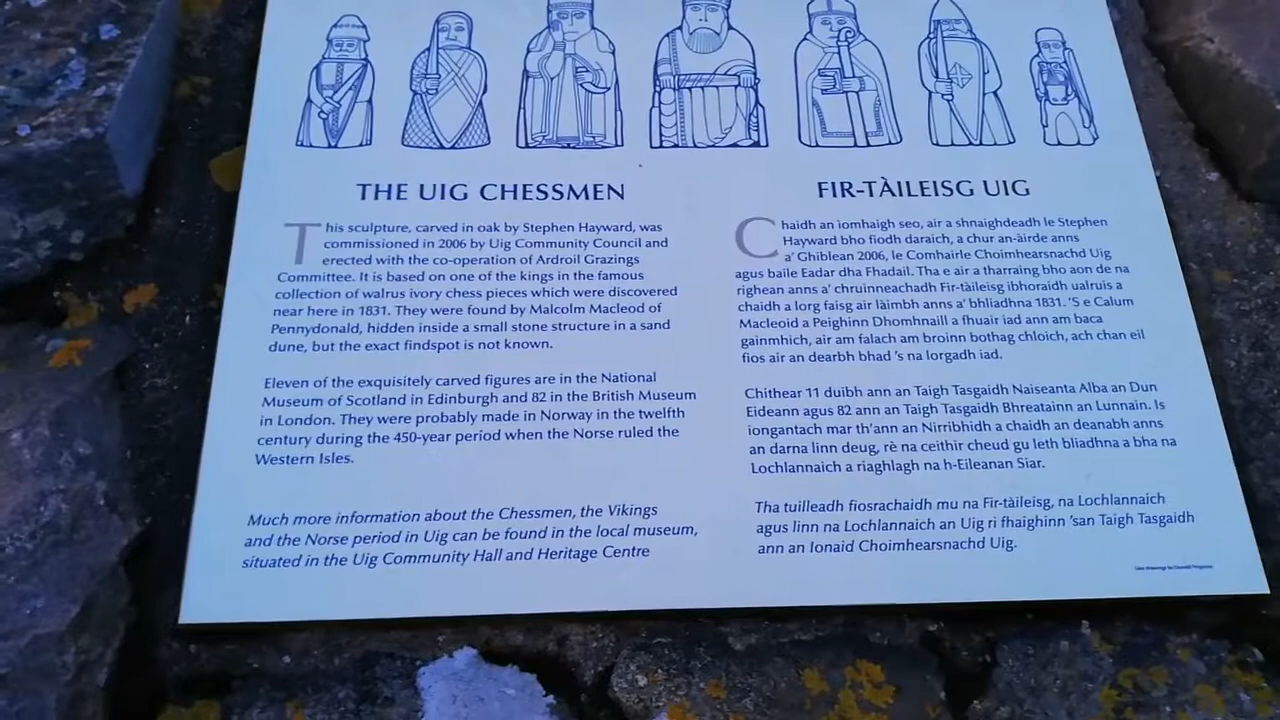 THE UIG CHESSMEN
This sculpture, carved in oak by Stephen Hayward, was
commissioned in 2006 by Uig Community Council and
erected with the co-operation of Ardroil Grazings
Committee. It is based on one of the kings in the famous
collection of walrus ivory chess pieces which were discovered
near here in 1831. They were found by Malcolm Macleod of
Pennydonald, hidden inside a small stone structure in a sand
dune, but the exact findspot is not known.
Eleven of the exquisitely carved figures are in the National
Museum of Scotland in Edinburgh and 82 in the British Museum
in London. They were probably made in Norway in the twelfth
century during the 450-year period when the Norse ruled the
Western Isles.
Much more information about the Chessmen, the Vikings
and the Norse period in Uig can be found in the local museum,
situated in the Uig Community Hall and Heritage Centre
FIR-TÀILEISG UIG
Chaidh an ìomhaigh seo, air a shnaighdeadh le Stephen
Hayward bho fiodh daraich, a chur an-àirde anns
a' Ghiblean 2006, le Comhairle Choimhearsnachd Uig
agus baile Eadar dha Fhadail. Tha e air a tharraing bho aon de na
righean anns a' chruinneachadh Fir-tàileisg ibhoraidh ualruis a
chaidh a lorg faisg air làimbh anns a' bhliadhna 1831. 'S e Calum
Macleoid a Peighinn Dhomhnaill a fhuair iad ann am baca
gainmhich, air am falach am broinn bothag chloich, ach chan eil
fios air an dearbh bhad 's na lorgadh iad.
Chithear 11 duibh ann an Taigh Tasgaidh Naiseanta Alba an Dun
Eideann agus 82 ann an Taigh Tasgaidh Bhreatainn an Lunnain. Is
iongantach mar th'ann an Nirribhidh a chaidh an deanabh anns
an darna linn deug, rè na ceithir cheud gu leth bliadhna a bha na
Lochlannaich a riaghlagh na h-Eileanan Siar.
Tha tuilleadh fiosrachaidh mu na Fir-tàileisg, na Lochlannaich
agus linn na Lochlannaich an Uig ri fhaighinn 'san Taigh Tasgaidh
ann an Ionaid Choimhearsnachd Uig.
Line drawings by Donald Ferguson